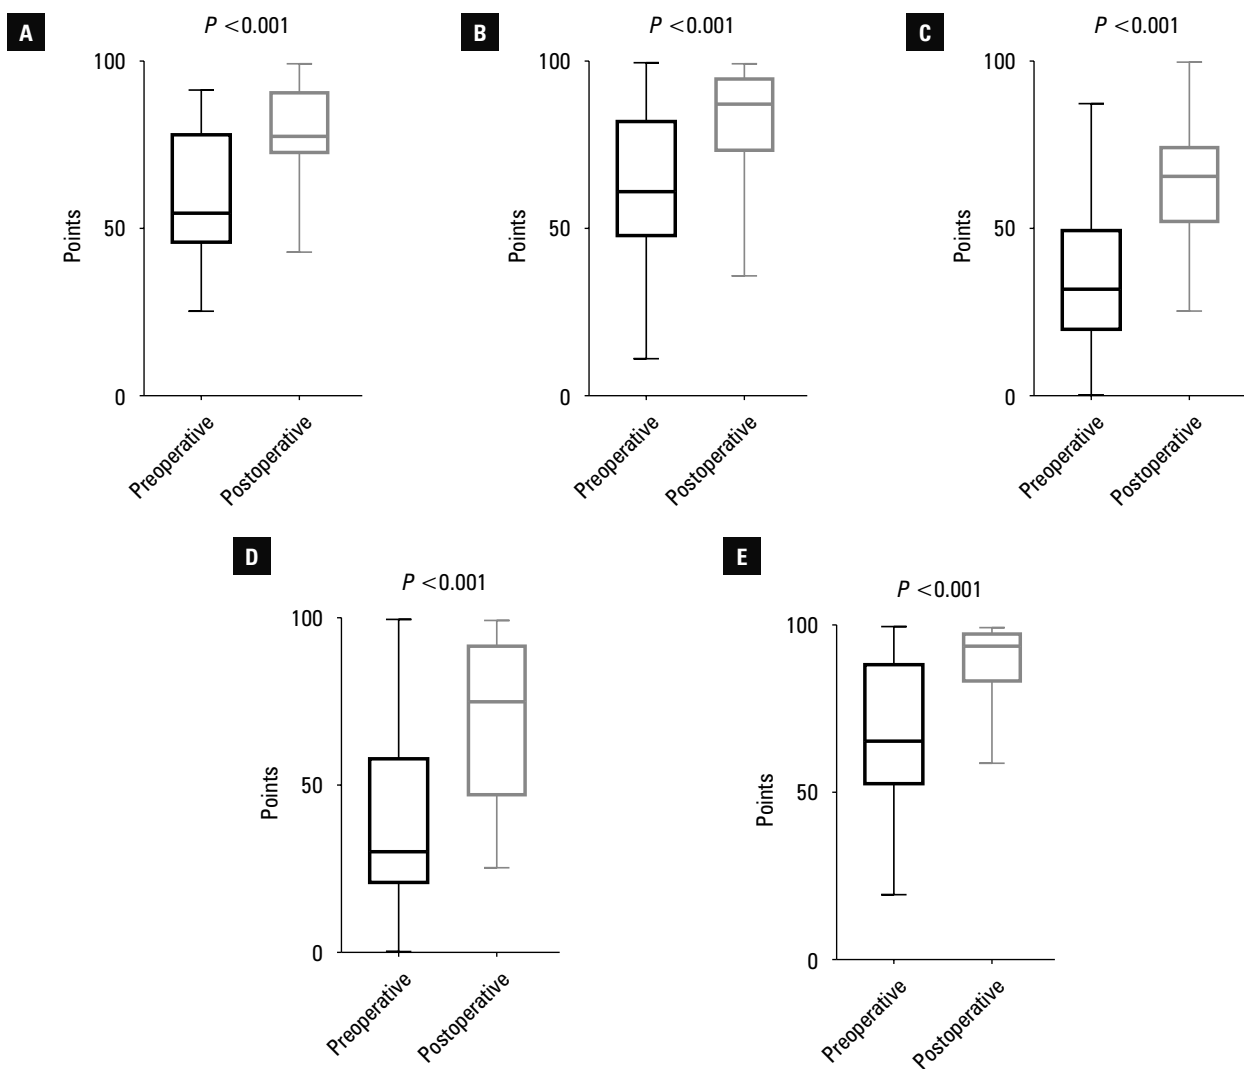 A
P <0.001
100
50
0
Points
Preoperative
Postoperative
B
P <0.001
100
50
0
Points
Preoperative
Postoperative
C
P <0.001
100
50
0
Points
Preoperative
Postoperative
D
P <0.001
100
50
0
Points
Preoperative
Postoperative
E
P <0.001
100
50
0
Points
Preoperative
Postoperative